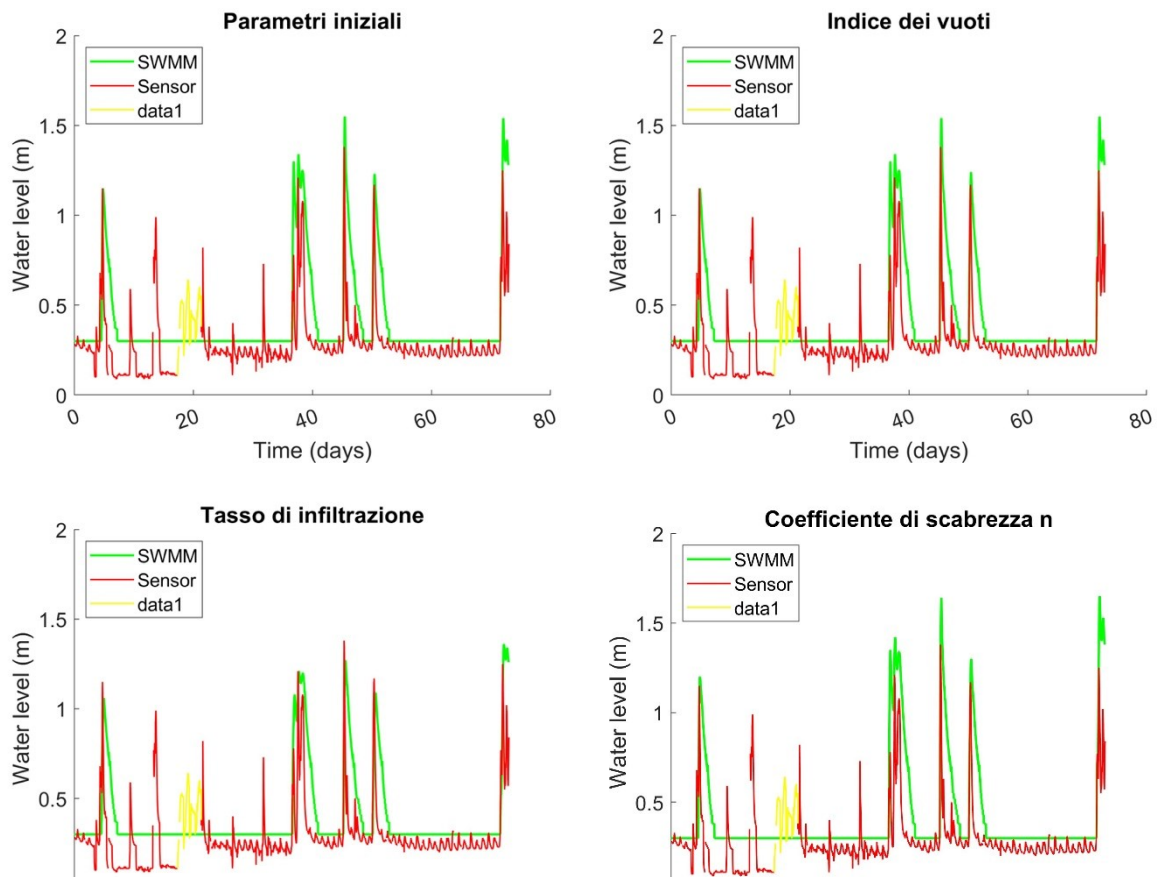 Parametri iniziali
2
SWMM
Sensor
data1
1.5
1
0.5
0
Water level (m)
0
20
40
60
80
Time (days)
Indice dei vuoti
2
SWMM
Sensor
data1
1.5
1
0.5
0
Water level (m)
0
20
40
60
80
Time (days)
Tasso di infiltrazione
2
SWMM
Sensor
data1
1.5
1
0.5
Water level (m)
Coefficiente di scabrezza n
2
SWMM
Sensor
data1
1.5
1
0.5
Water level (m)